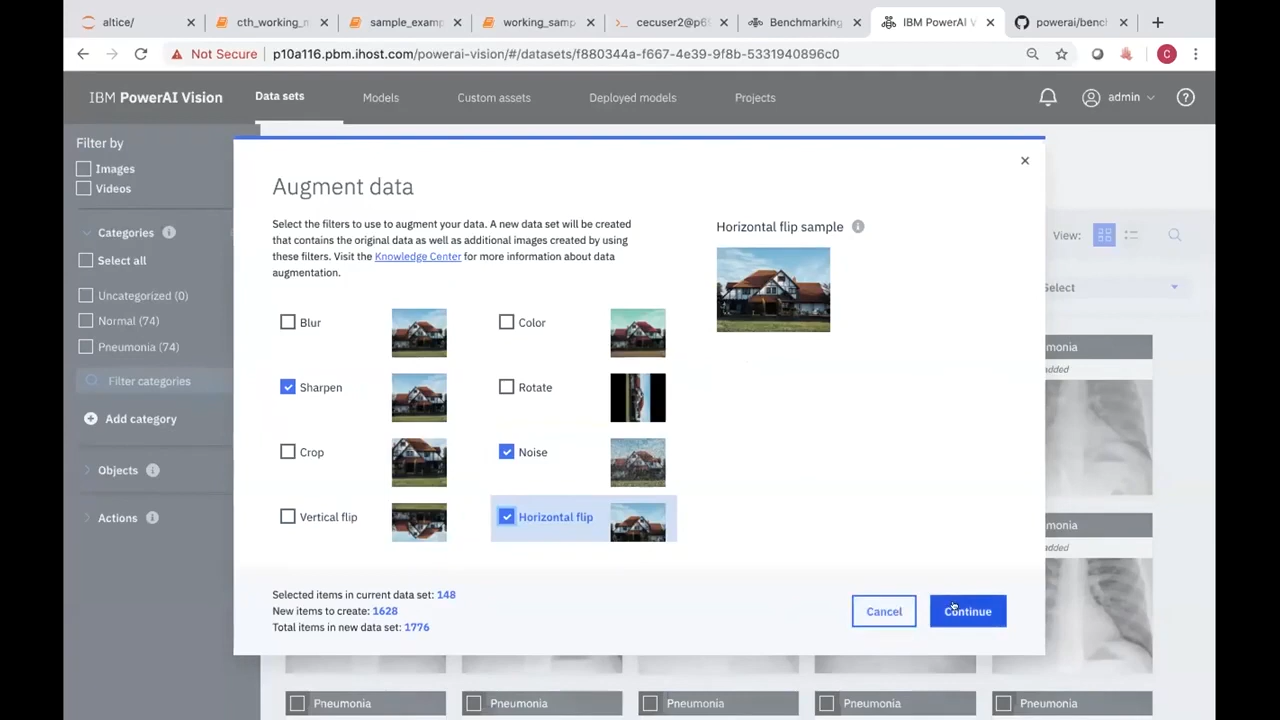 altice/
cth_working_n
sample_examp
working_samp
cecuser2@p69
Benchmarking
IBM PowerAI V
powerai/benc
Not Secure
p10a116.pbm.ihost.com/powerai-vision/#/datasets/f880344a-f667-4e39-9f8b-5331940896c0
C
IBM PowerAI Vision
Data sets
Models
Custom assets
Deployed models
Projects
admin
Filter by
Images
Videos
Categories
Select all
Uncategorized (0)
Normal (74)
Pneumonia (74)
Filter categories
Add category
Objects
Actions
Augment data
Select the filters to use to augment your data. A new data set will be created
that contains the original data as well as additional images created by using
these filters. Visit the Knowledge Center for more information about data
augmentation.
Horizontal flip sample
Blur
Color
Sharpen
Rotate
Crop
Noise
Vertical flip
Horizontal flip
Selected items in current data set: 148
New items to create: 1628
Total items in new data set: 1776
Cancel
Continue
View:
Select
monia
added
monia
added
Pneumonia
Pneumonia
Pneumonia
Pneumonia
Pneumonia